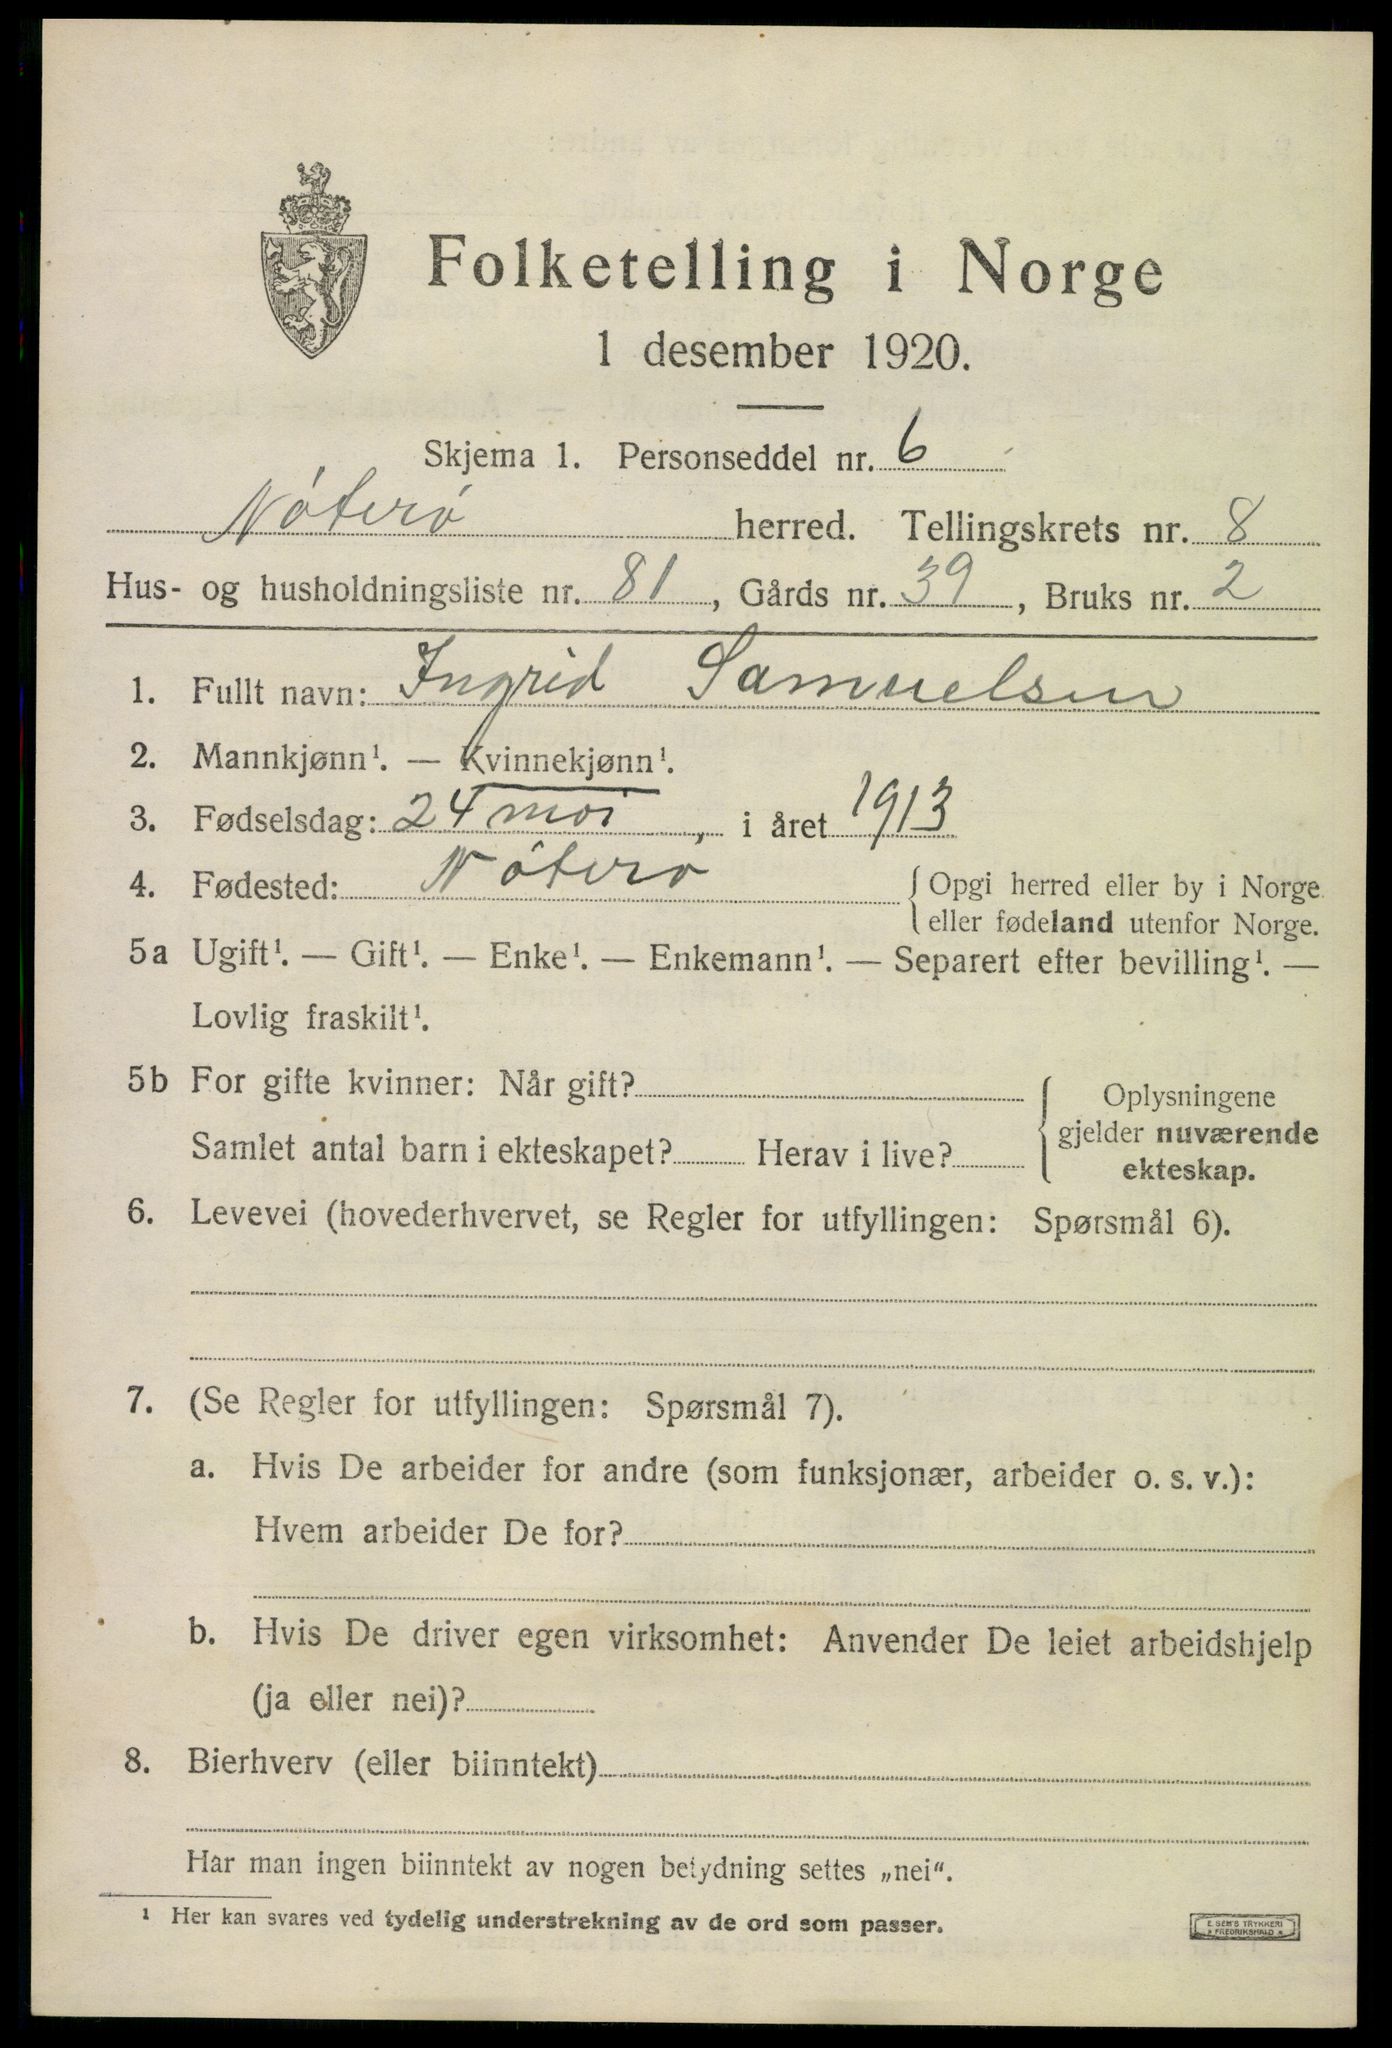 Folketelling i Norge
1 desember 1920.
Skjema 1. Personseddel nr. 6
Nöterö herred. Tellingskrets nr. 8
Hus- og husholdningsliste nr. 81, Gårds nr. 39, Bruks nr. 2
1. Fullt navn: Ingrid Samuelsen
2. Mannkjønn¹. — Kvinnekjønn¹.
3. Fødselsdag: 24 mai, i året 1913
4. Fødested: Nöterö { Opgi herred eller by i Norge
eller fødeland utenfor Norge.
5a Ugift¹. — Gift¹. — Enke¹. — Enkemann¹. — Separert efter bevilling¹. —
Lovlig fraskilt¹.
5b For gifte kvinner: Når gift?
Samlet antal barn i ekteskapet? Herav i live?
Oplysningene
gjelder nuværende
ekteskap.
6. Levevei (hovederhvervet, se Regler for utfyllingen: Spørsmål 6).
7. (Se Regler for utfyllingen: Spørsmål 7).
a. Hvis De arbeider for andre (som funksjonær, arbeider o. s. v.):
Hvem arbeider De for?
b. Hvis De driver egen virksomhet: Anvender De leiet arbeidshjelp
(ja eller nei)?
8. Bierhverv (eller biinntekt)
Har man ingen biinntekt av nogen betydning settes „nei“.
¹ Her kan svares ved tydelig understrekning av de ord som passer.
E. SEM'S TRYKKERI
* FREDRIKSHALD *